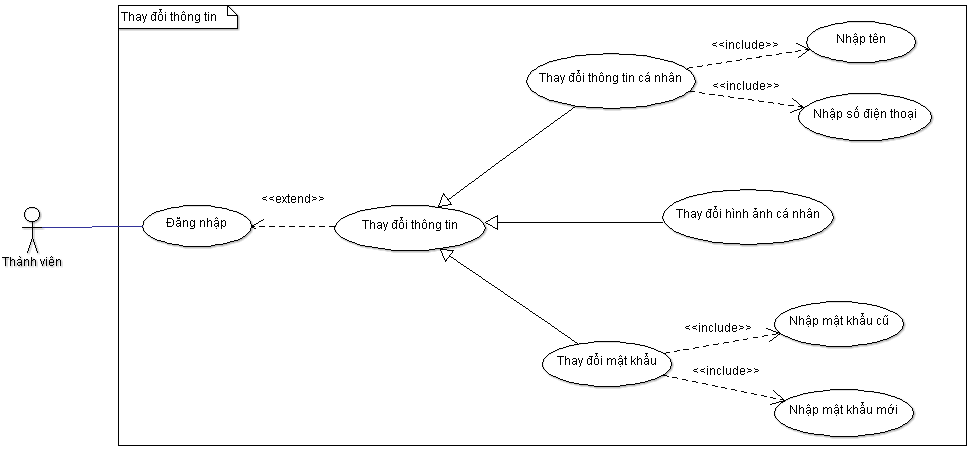 Thay đổi thông tin
<<include>>
Nhập tên
Thay đổi thông tin cá nhân
<<include>>
Nhập số điện thoại
<<extend>>
Đăng nhập
Thay đổi thông tin
Thay đổi hình ảnh cá nhân
Thành viên
<<include>>
Nhập mật khẩu cũ
Thay đổi mật khẩu
<<include>>
Nhập mật khẩu mới